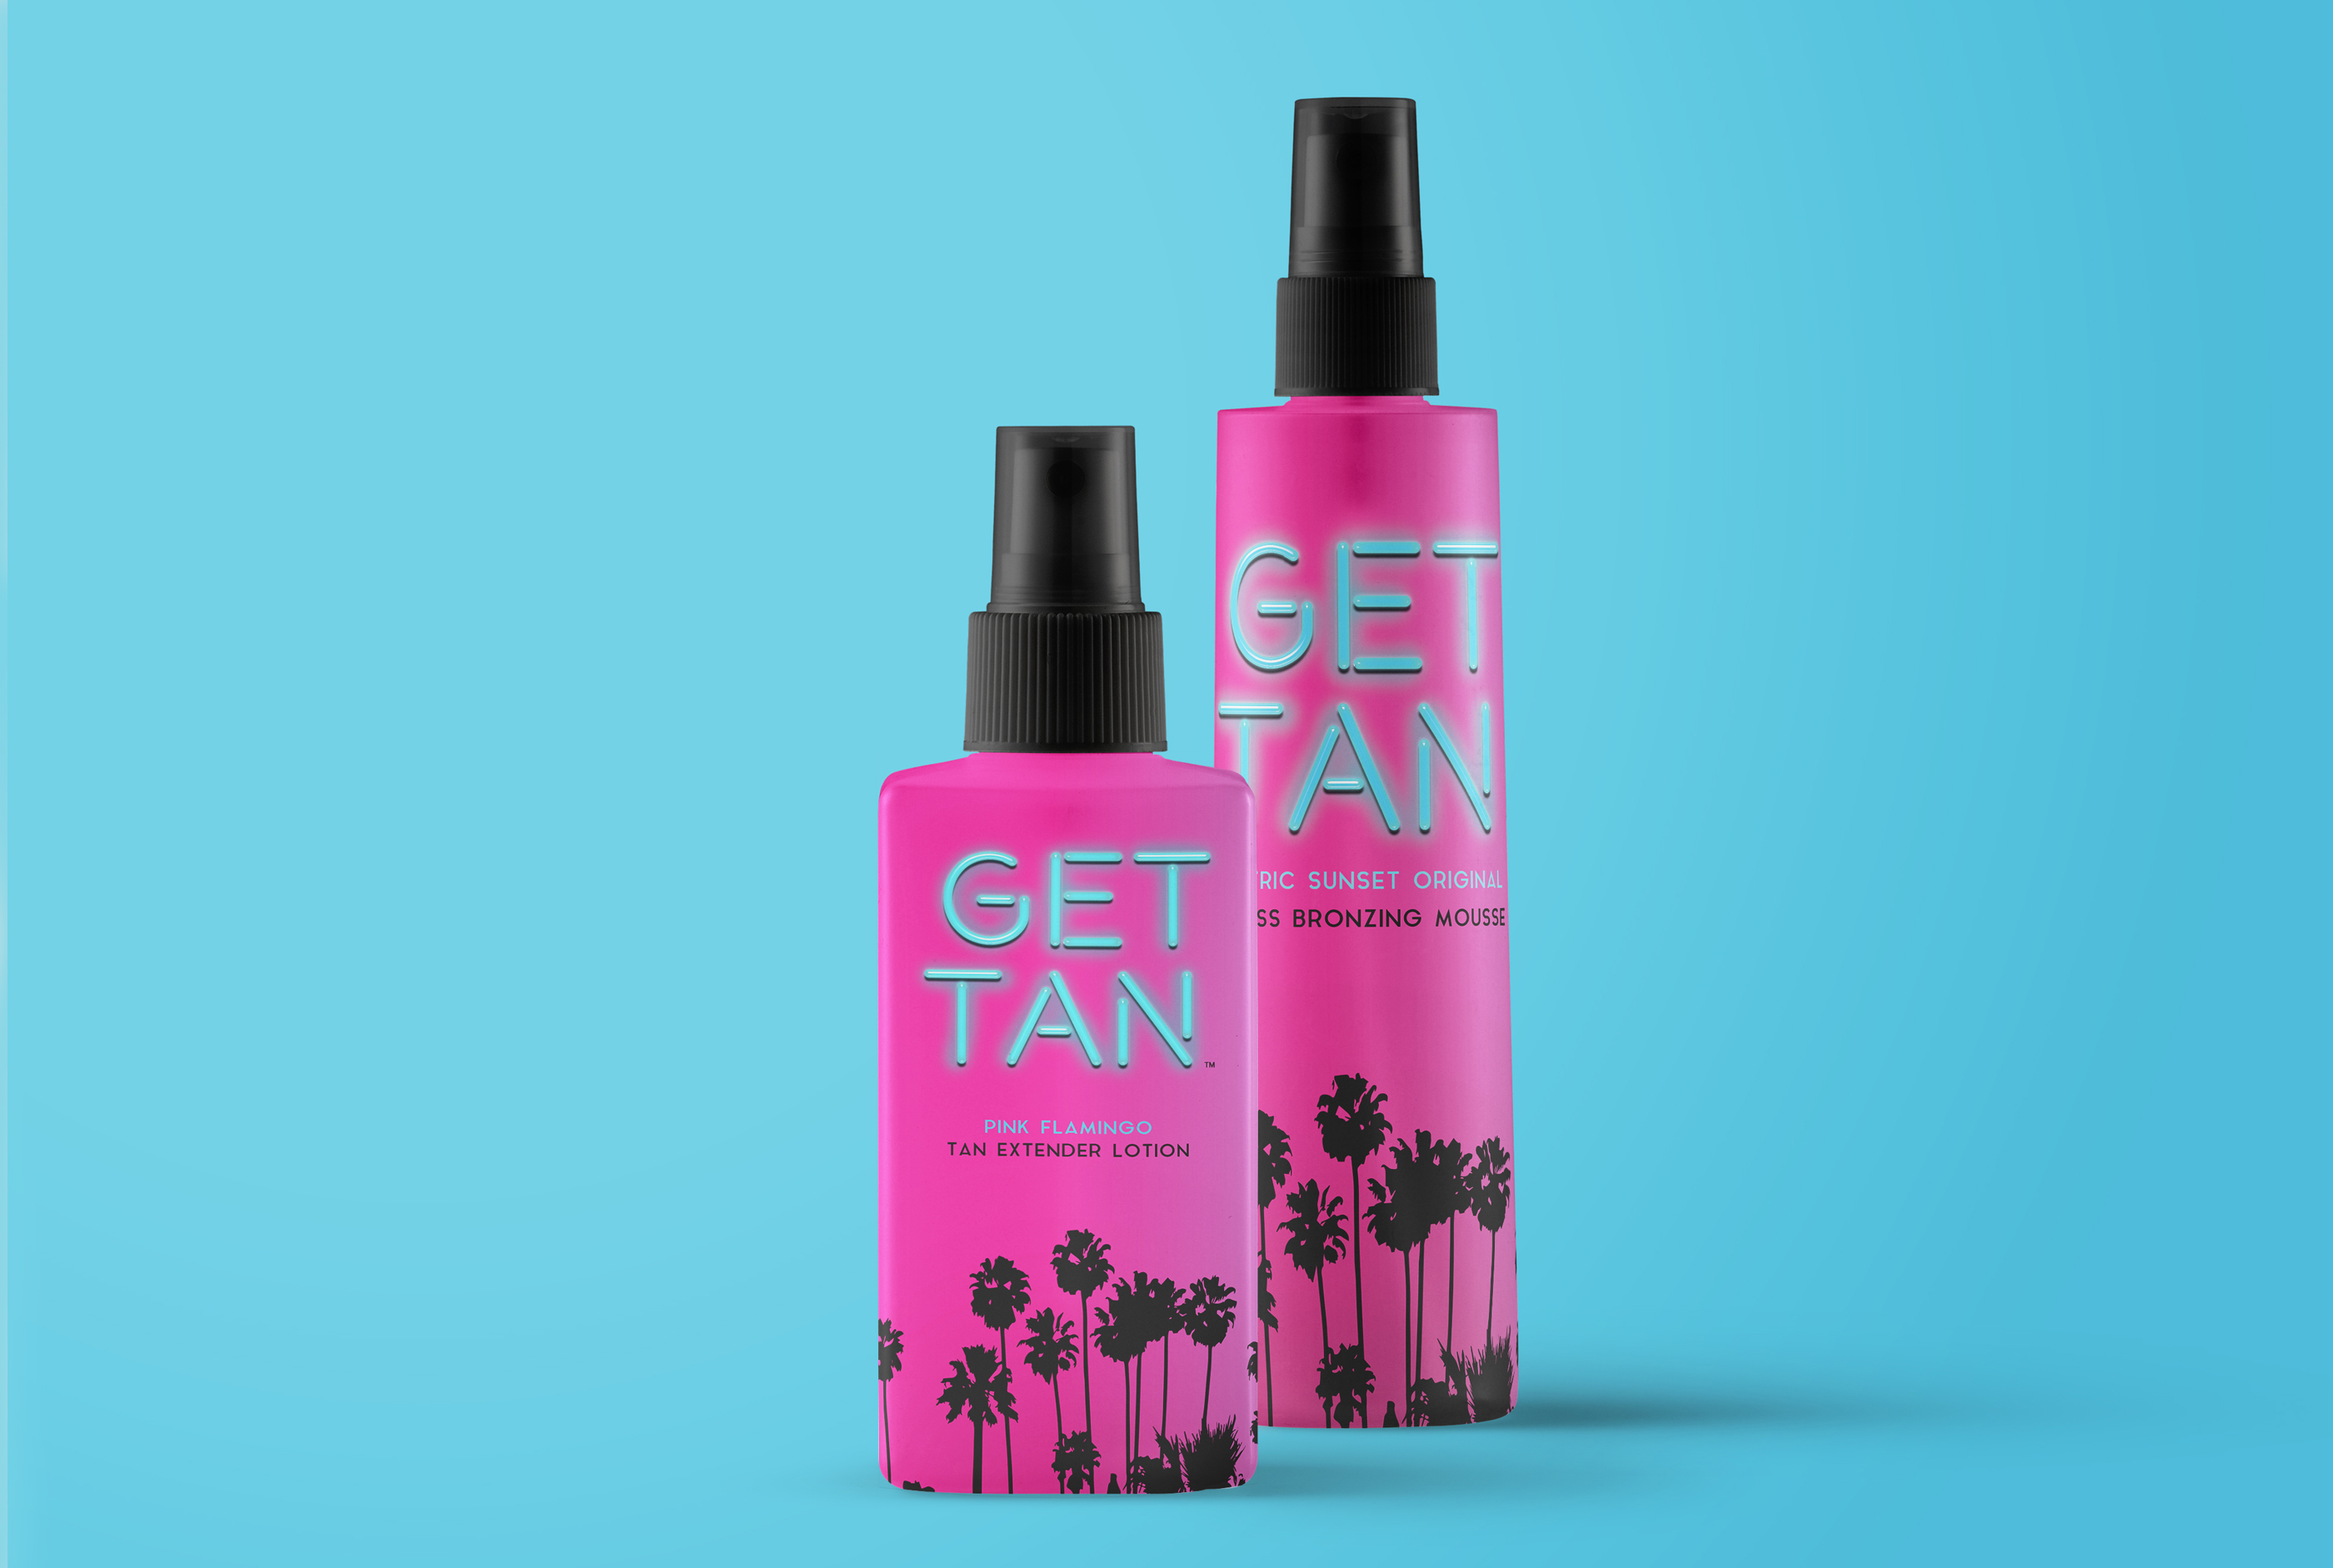 GET
TAN
™
PINK FLAMINGO
TAN EXTENDER LOTION
GET
TAN
SUNSET ORIGINAL
BRONZING MOUSSE